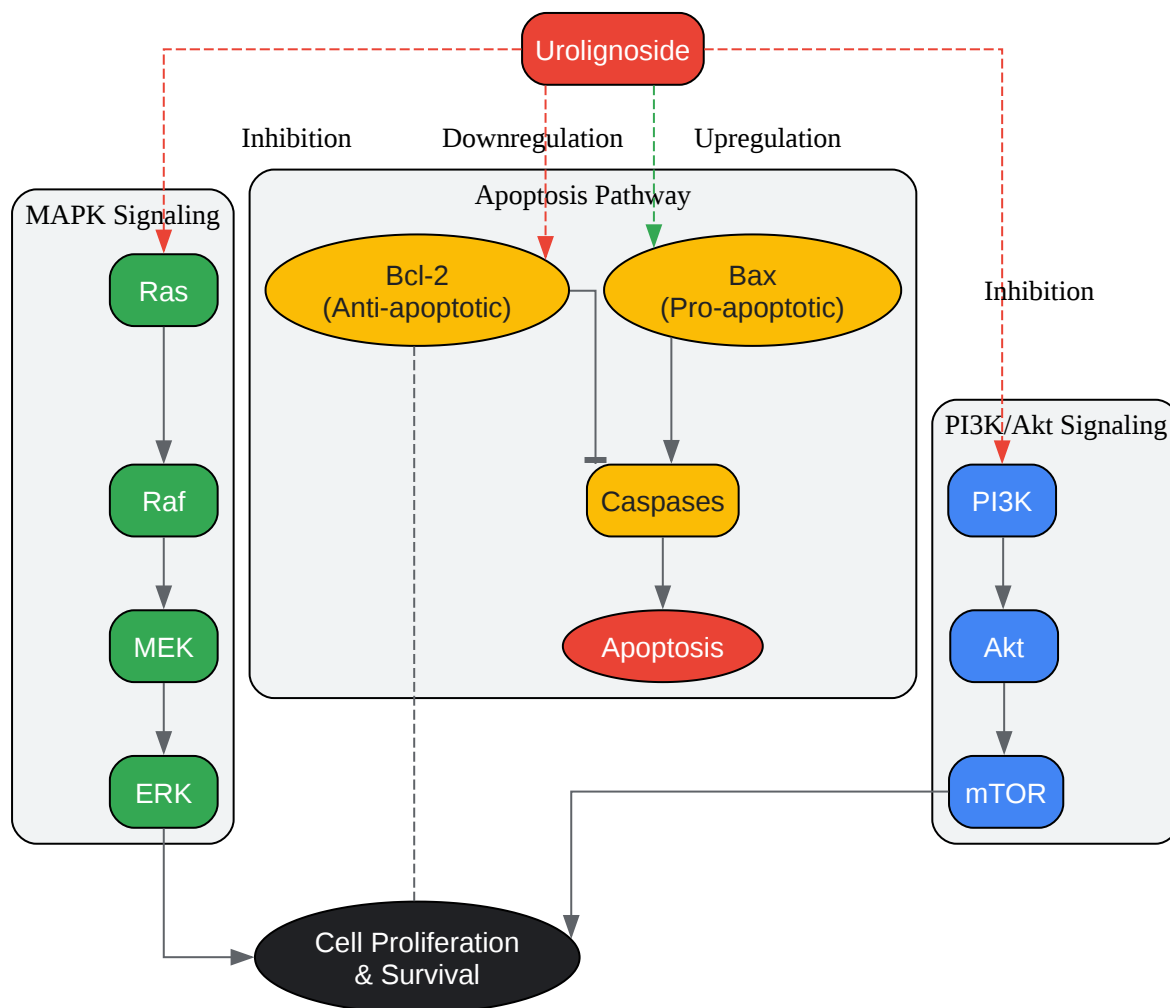 Urolignoside
Inhibition
Downregulation
Upregulation
Apoptosis Pathway
MAPK Signaling
Ras
Bcl-2
(Anti-apoptotic)
Bax
(Pro-apoptotic)
Inhibition
PI3K/Akt Signaling
Raf
Caspases
PI3K
MEK
Apoptosis
Akt
ERK
mTOR
Cell Proliferation
& Survival